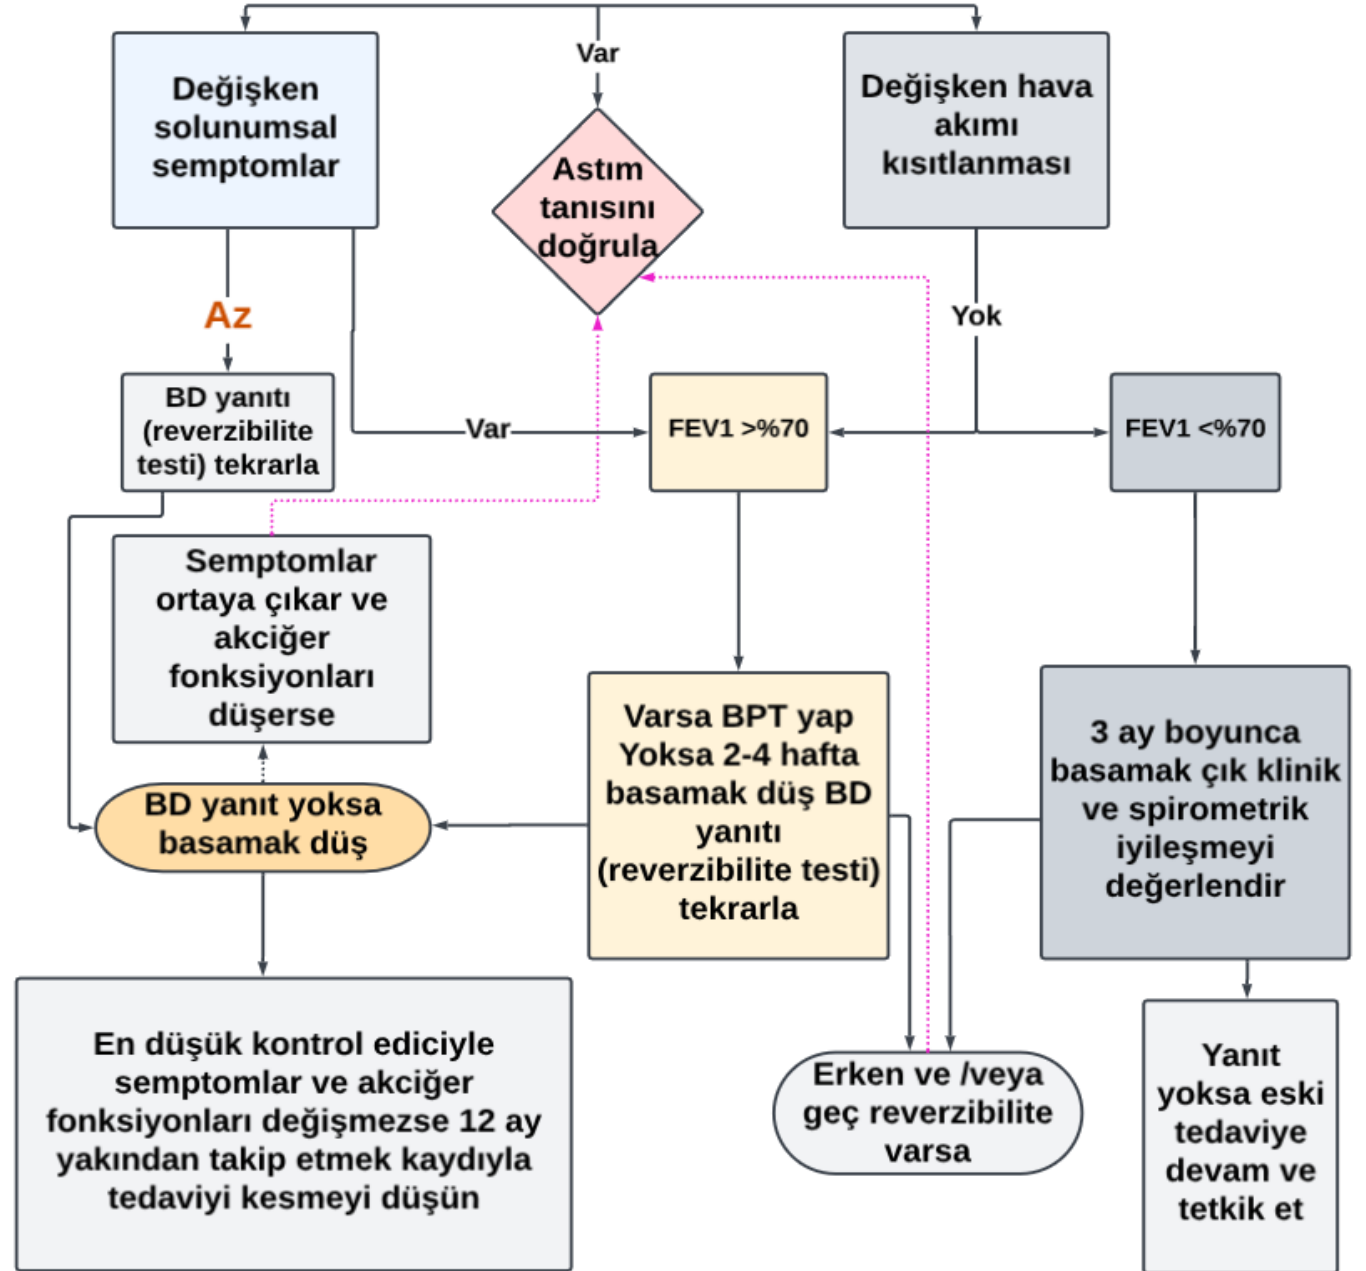 Değişken
solunumsal
semptomlar
Var
Astım
tanısını
doğrula
Değişken hava
akımı
kısıtlanması
Az
Yok
BD yanıtı
(reverzibilite
testi) tekrarla
Var
FEV1 >%70
FEV1 <%70
Semptomlar
ortaya çıkar ve
akciğer
fonksiyonları
düşerse
Varsa BPT yap
Yoksa 2-4 hafta
basamak düş BD
yanıtı
(reverzibilite testi)
tekrarla
3 ay boyunca
basamak çık klinik
ve spirometrik
iyileşmeyi
değerlendir
BD yanıt yoksa
basamak düş
En düşük kontrol ediciyle
semptomlar ve akciğer
fonksiyonları değişmezse 12 ay
yakından takip etmek kaydıyla
tedaviyi kesmeyi düşün
Erken ve /veya
geç reverzibilite
varsa
Yanıt
yoksa eski
tedaviye
devam ve
tetkik et